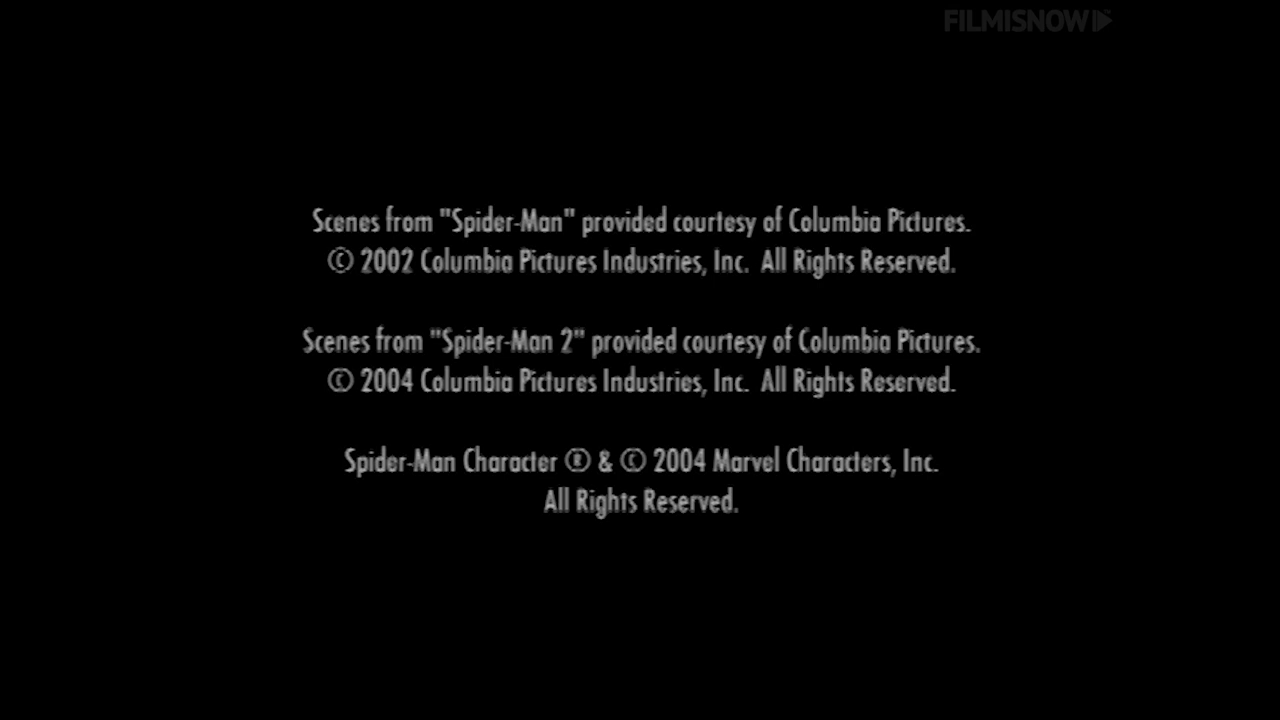 FILMISNOW
Scenes from "Spider-Man" provided courtesy of Columbia Pictures.
© 2002 Columbia Pictures Industries, Inc. All Rights Reserved.
Scenes from "Spider-Man 2" provided courtesy of Columbia Pictures.
© 2004 Columbia Pictures Industries, Inc. All Rights Reserved.
Spider-Man Character ® & © 2004 Marvel Characters, Inc.
All Rights Reserved.